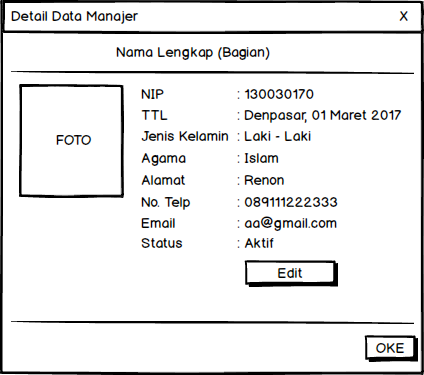 Detail Data Manajer X
Nama Lengkap (Bagian)
FOTO
NIP : 130030170
TTL : Denpasar, 01 Maret 2017
Jenis Kelamin : Laki - Laki
Agama : Islam
Alamat : Renon
No. Telp : 089111222333
Email : aa@gmail.com
Status : Aktif
Edit
OKE